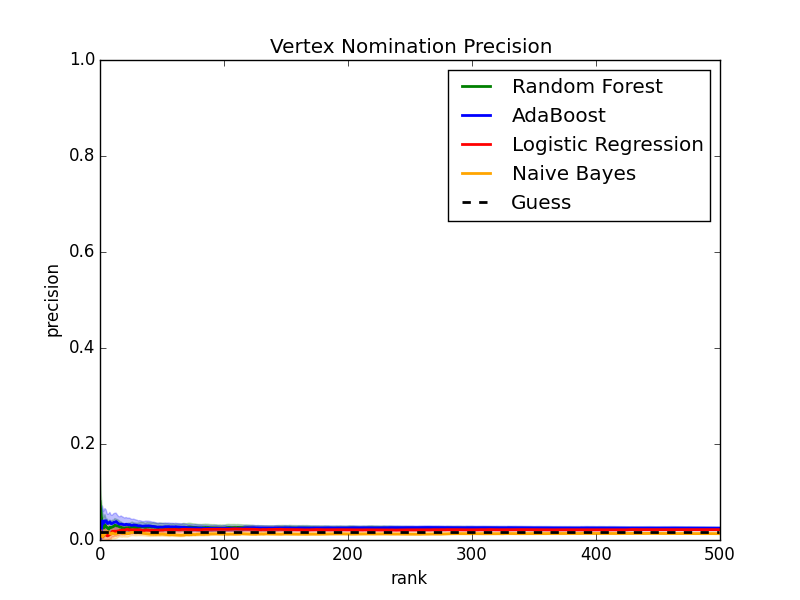 Vertex Nomination Precision
1.0
0.8
0.6
0.4
0.2
0.0
precision
Random Forest
AdaBoost
Logistic Regression
Naive Bayes
Guess
0 100 200 300 400 500
rank